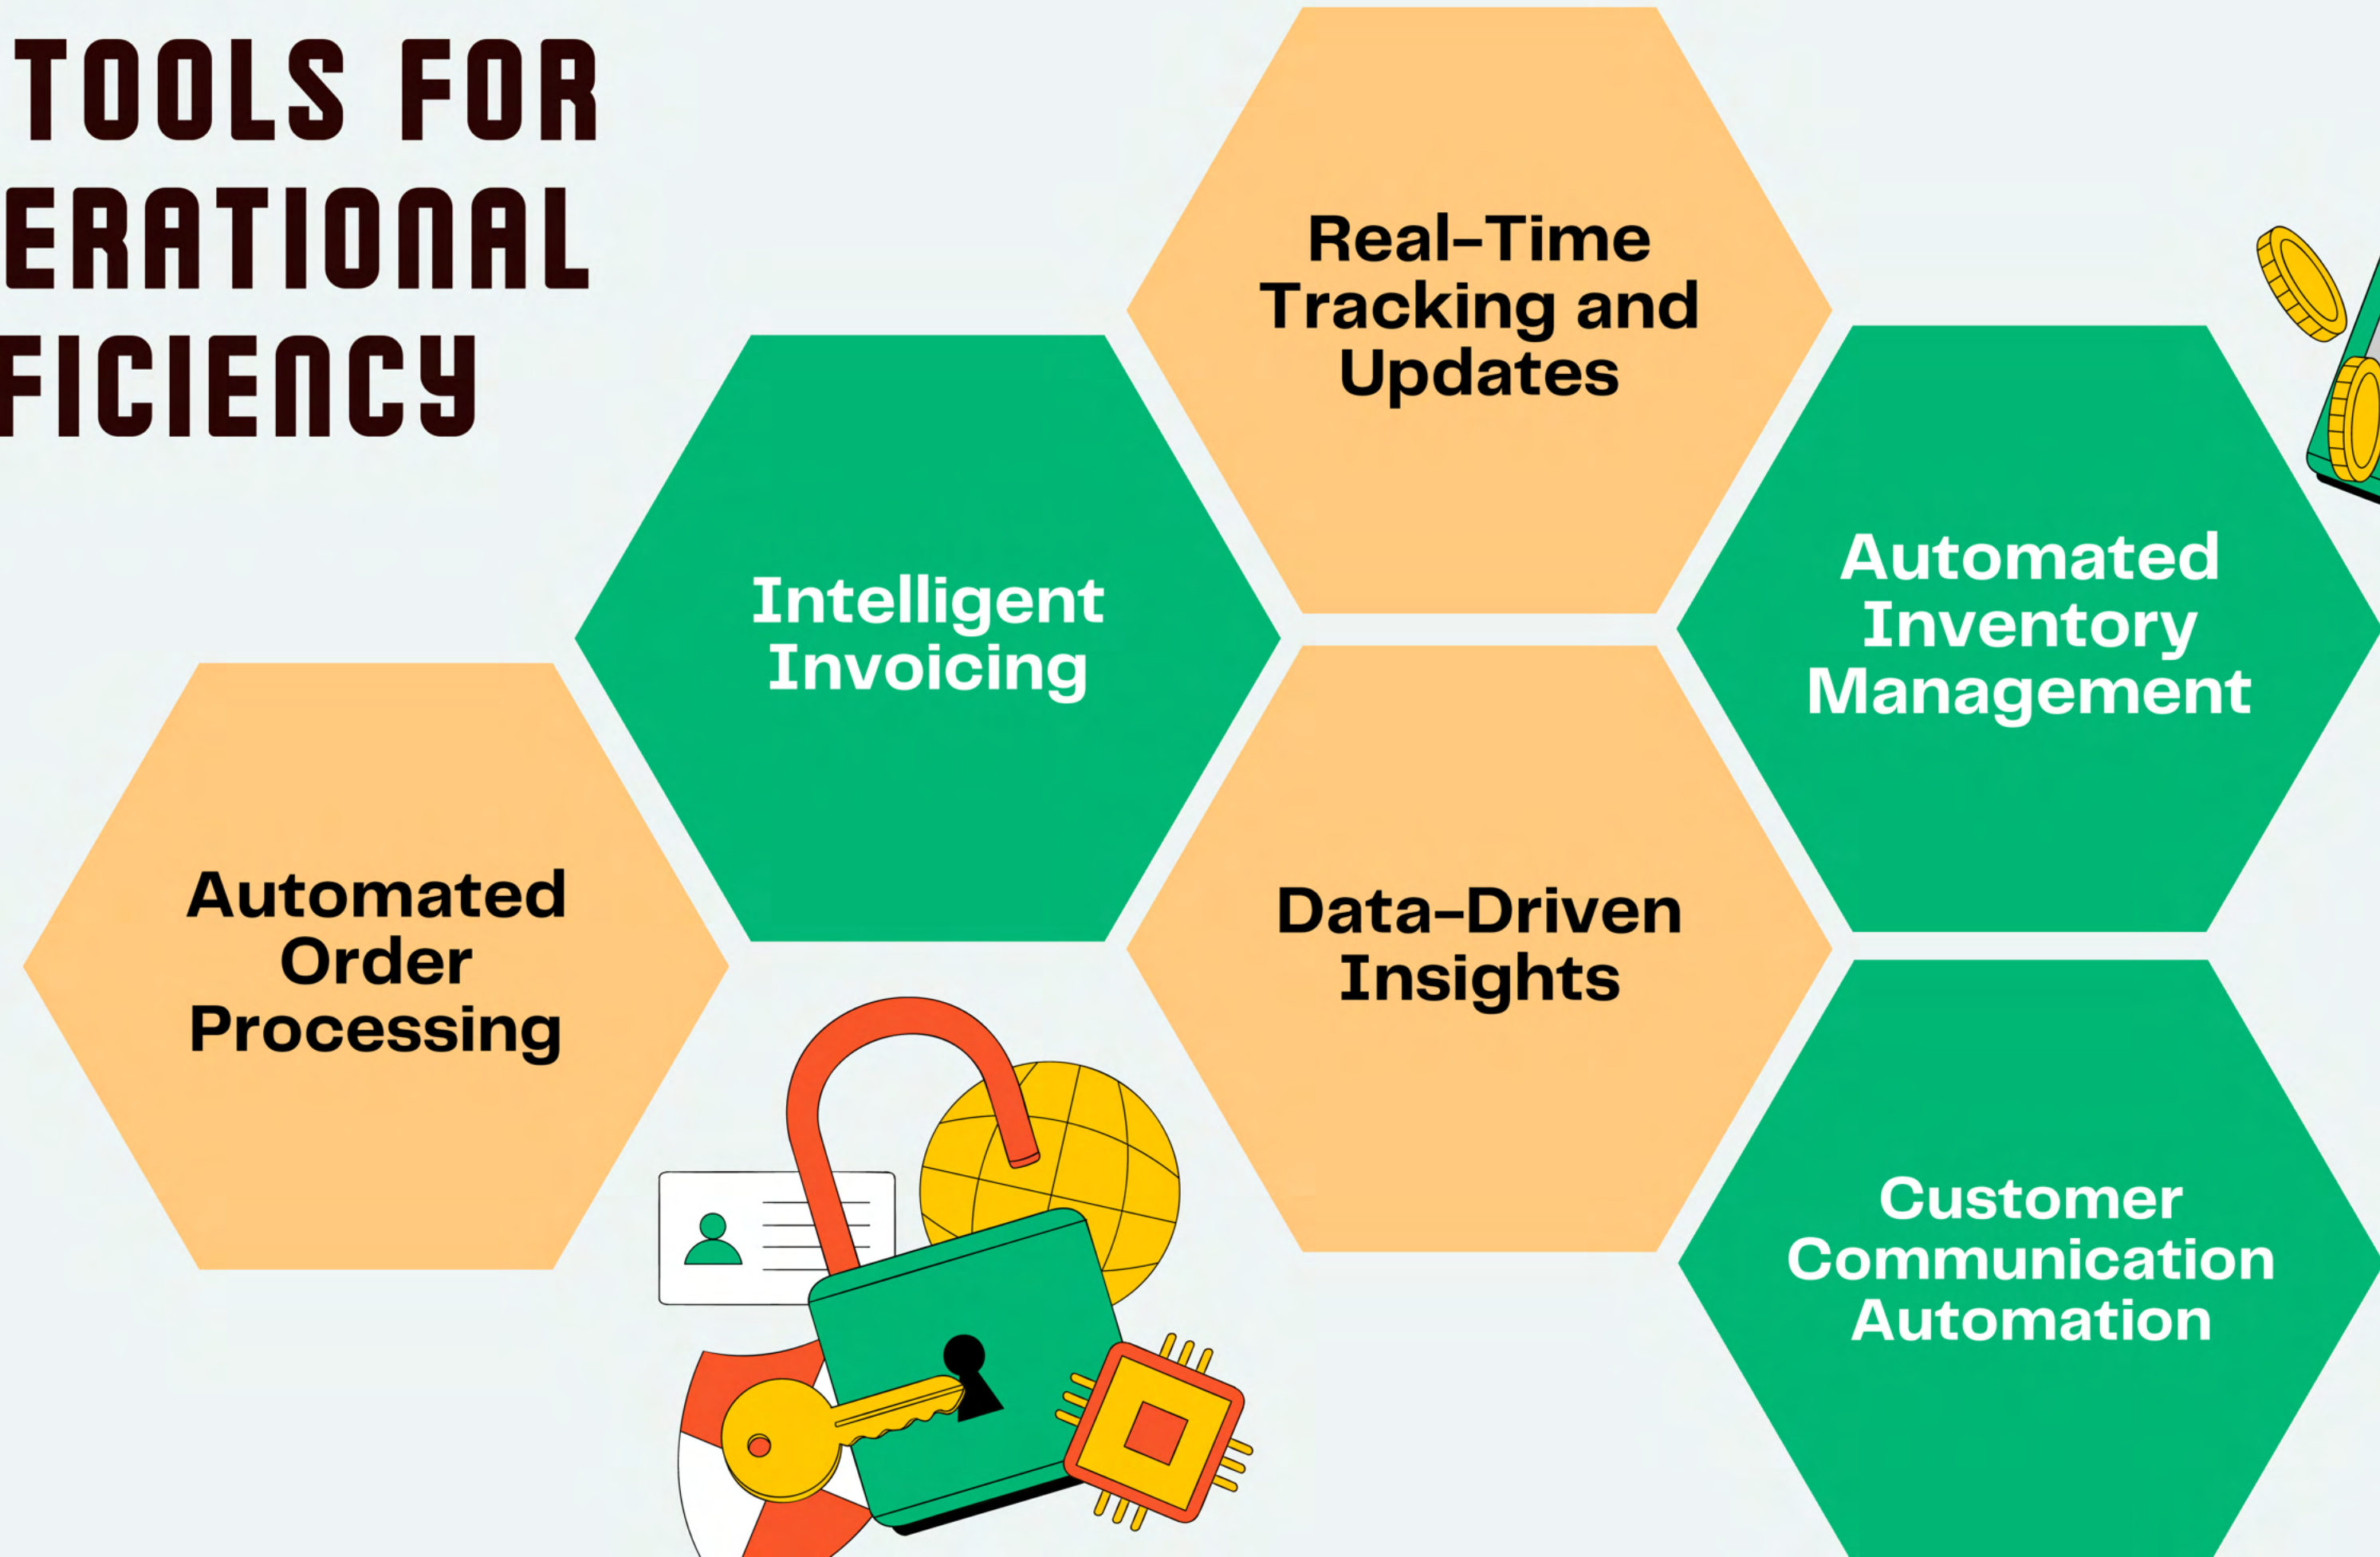 TOOLS FOR
ERATIONAL
FICIENCY
Real-Time
Tracking and
Updates
Intelligent
Invoicing
Automated
Inventory
Management
Automated
Order
Processing
Data-Driven
Insights
Customer
Communication
Automation